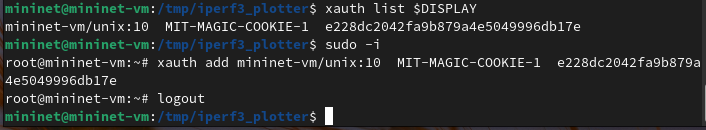 mininet@mininet-vm:/tmp/iperf3_plotter$ xauth list $DISPLAY
mininet-vm/unix:10  MIT-MAGIC-COOKIE-1  e228dc2042fa9b879a4e5049996db17e
mininet@mininet-vm:/tmp/iperf3_plotter$ sudo -i
root@mininet-vm:~# xauth add mininet-vm/unix:10  MIT-MAGIC-COOKIE-1  e228dc2042fa9b879a
4e5049996db17e
root@mininet-vm:~# logout
mininet@mininet-vm:/tmp/iperf3_plotter$